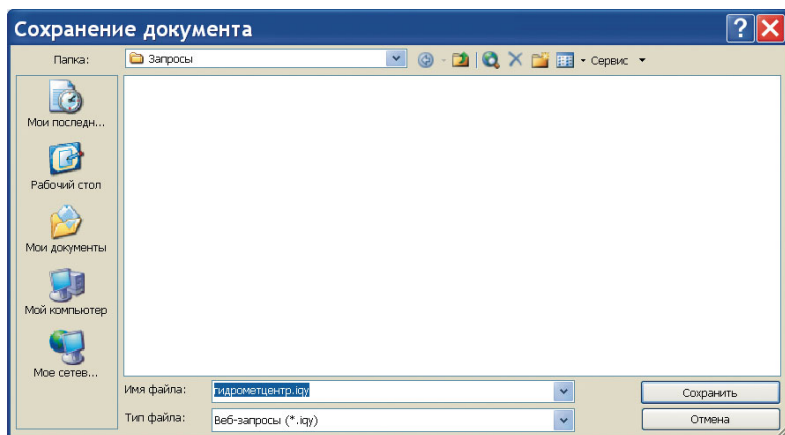 Сохранение документа
Папка: Запросы Сервис
Мои последн...
Рабочий стол
Мои документы
Мой компьютер
Мое сетев...
Имя файла: гидрометцентр.iqy Сохранить
Тип файла: Веб-запросы (*.iqy) Отмена